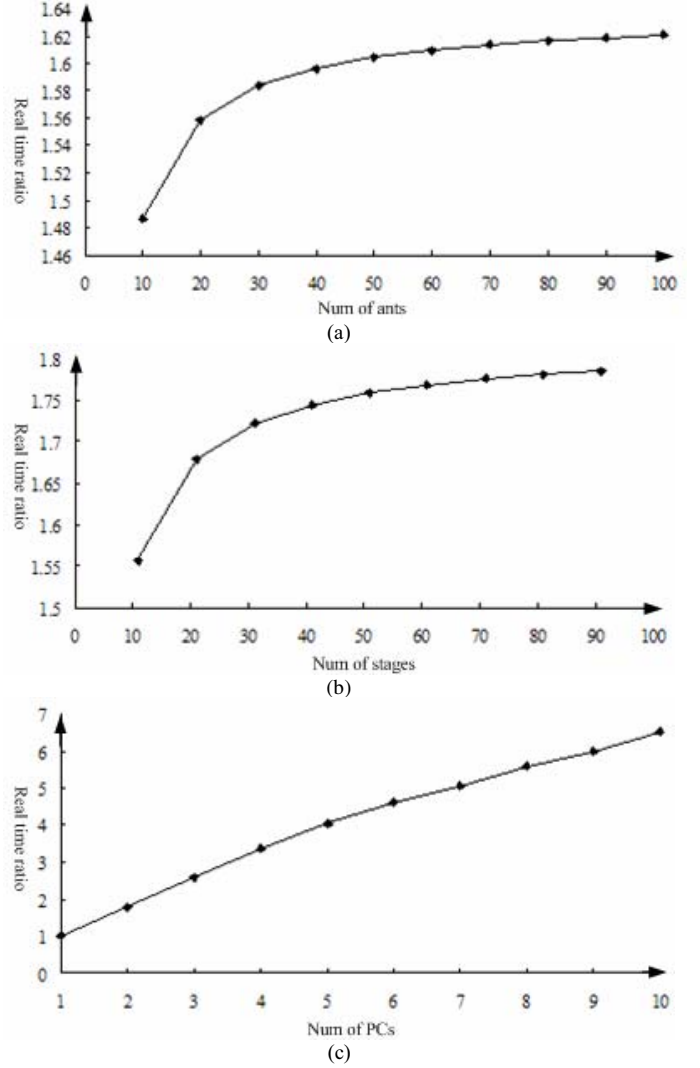 1.64
1.62
1.6
1.58
1.56
1.54
1.52
1.5
1.48
1.46
Real time ratio
0 10 20 30 40 50 60 70 80 90 100
Num of ants
(a)
1.8
1.75
1.7
1.65
1.6
1.55
1.5
Real time ratio
0 10 20 30 40 50 60 70 80 90 100
Num of stages
(b)
7
6
5
4
3
2
1
0
Real time ratio
1 2 3 4 5 6 7 8 9 10
Num of PCs
(c)